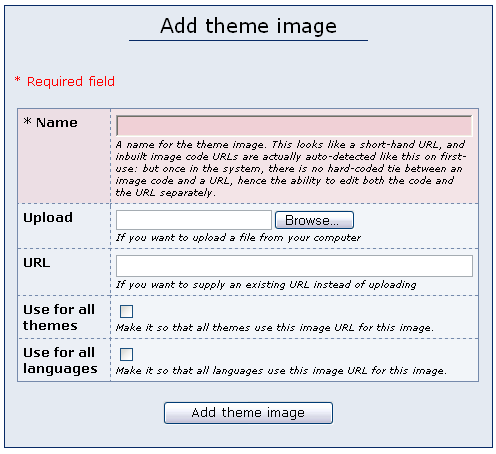 Add theme image
* Required field
* Name
A name for the theme image. This looks like a short-hand URL, and
inbuilt image code URLs are actually auto-detected like this on first-
use: but once in the system, there is no hard-coded tie between an
image code and a URL, hence the ability to edit both the code and
the URL separately.
Upload
Browse...
If you want to upload a file from your computer
URL
If you want to supply an existing URL instead of uploading
Use for all
themes
Make it so that all themes use this image URL for this image.
Use for all
languages
Make it so that all languages use this image URL for this image.
Add theme image